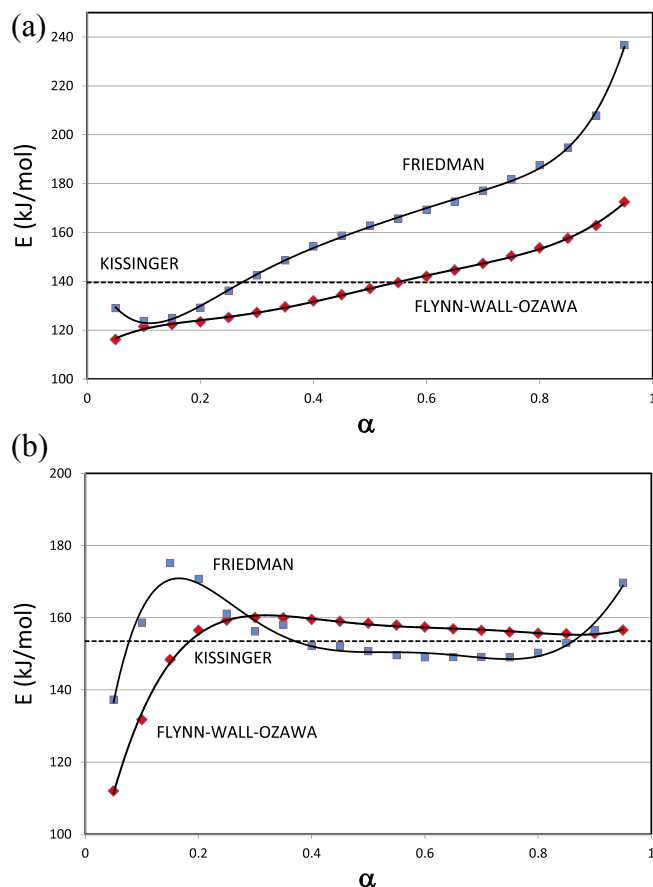 (a)
240
220
200
180
160
140
120
100
E (kJ/mol)
FRIEDMAN
KISSINGER
FLYNN-WALL-OZAWA
0
0.2
0.4
0.6
0.8
1
α
(b)
200
180
160
140
120
100
E (kJ/mol)
FRIEDMAN
KISSINGER
FLYNN-WALL-OZAWA
0
0.2
0.4
0.6
0.8
1
α